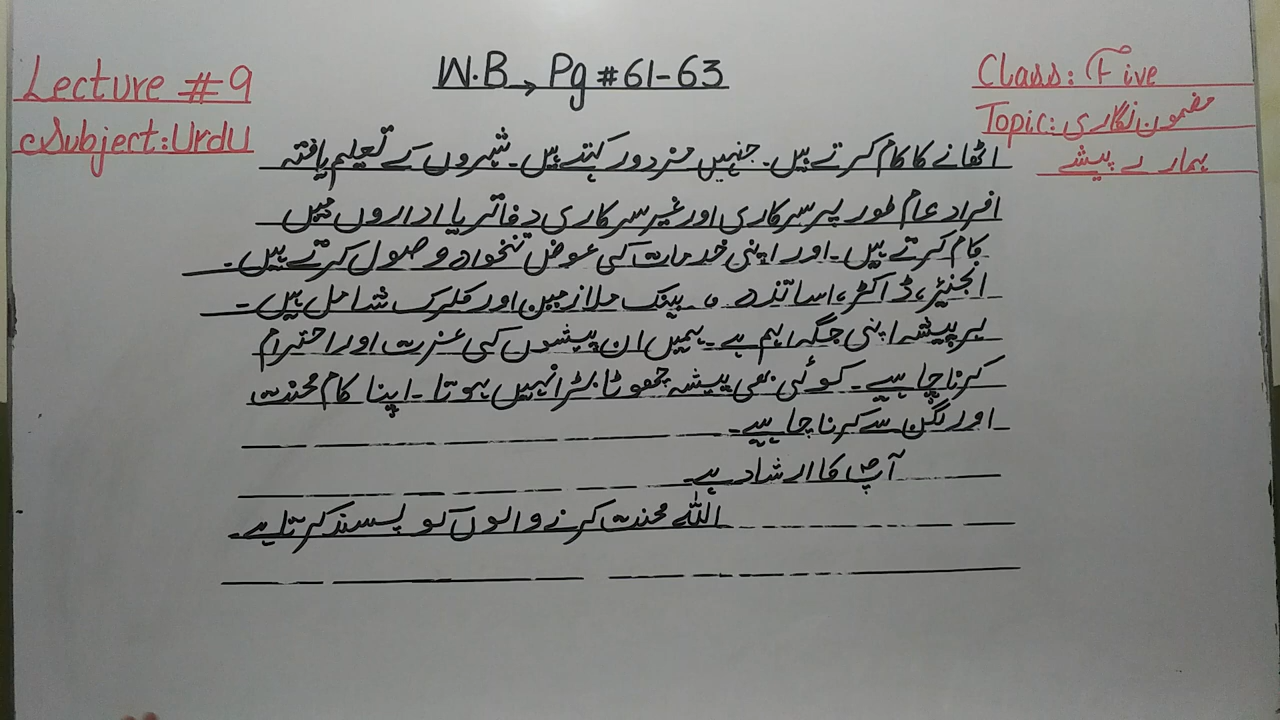 Lecture #9
W.B → Pg #61-63
Class: Five
Subject: Urdu
Topic: مضمون نگاری
ہمارے پیشے
اٹھانے کا کام کرتے ہیں۔ جنہیں مزدور کہتے ہیں۔ شہروں کے تعلیم یافتہ
افراد عام طور پر سرکاری اور غیر سرکاری دفاتر یا اداروں میں
کام کرتے ہیں۔ اور اپنی خدمات کی عوض تنخواہ وصول کرتے ہیں۔
انجنیئر، ڈاکٹر، اساتذہ، بینک ملازمین اور کلرک شامل ہیں۔
ہر پیشہ اپنی جگہ اہم ہے۔ ہمیں ان پیشوں کی عزت اور احترام
کرنا چاہیے۔ کوئی بھی پیشہ چھوٹا بڑا نہیں ہوتا۔ اپنا کام محنت
اور لگن سے کرنا چاہیے۔
آپؐ کا ارشاد ہے
اللہ محنت کرنے والوں کو پسند کرتا ہے۔